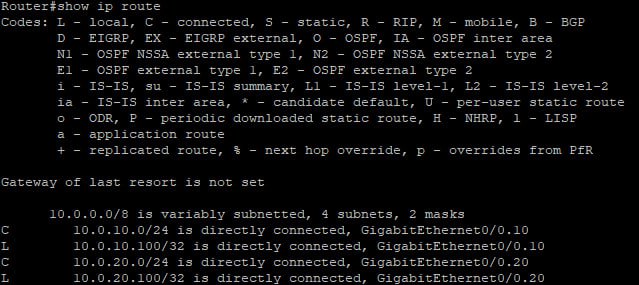 Router#show ip route
Codes: L - local, C - connected, S - static, R - RIP, M - mobile, B - BGP
D - EIGRP, EX - EIGRP external, O - OSPF, IA - OSPF inter area
N1 - OSPF NSSA external type 1, N2 - OSPF NSSA external type 2
E1 - OSPF external type 1, E2 - OSPF external type 2
i - IS-IS, su - IS-IS summary, L1 - IS-IS level-1, L2 - IS-IS level-2
ia - IS-IS inter area, * - candidate default, U - per-user static route
o - ODR, P - periodic downloaded static route, H - NHRP, l - LISP
a - application route
+ - replicated route, % - next hop override, p - overrides from PfR
Gateway of last resort is not set
10.0.0.0/8 is variably subnetted, 4 subnets, 2 masks
C 10.0.10.0/24 is directly connected, GigabitEthernet0/0.10
L 10.0.10.100/32 is directly connected, GigabitEthernet0/0.10
C 10.0.20.0/24 is directly connected, GigabitEthernet0/0.20
L 10.0.20.100/32 is directly connected, GigabitEthernet0/0.20